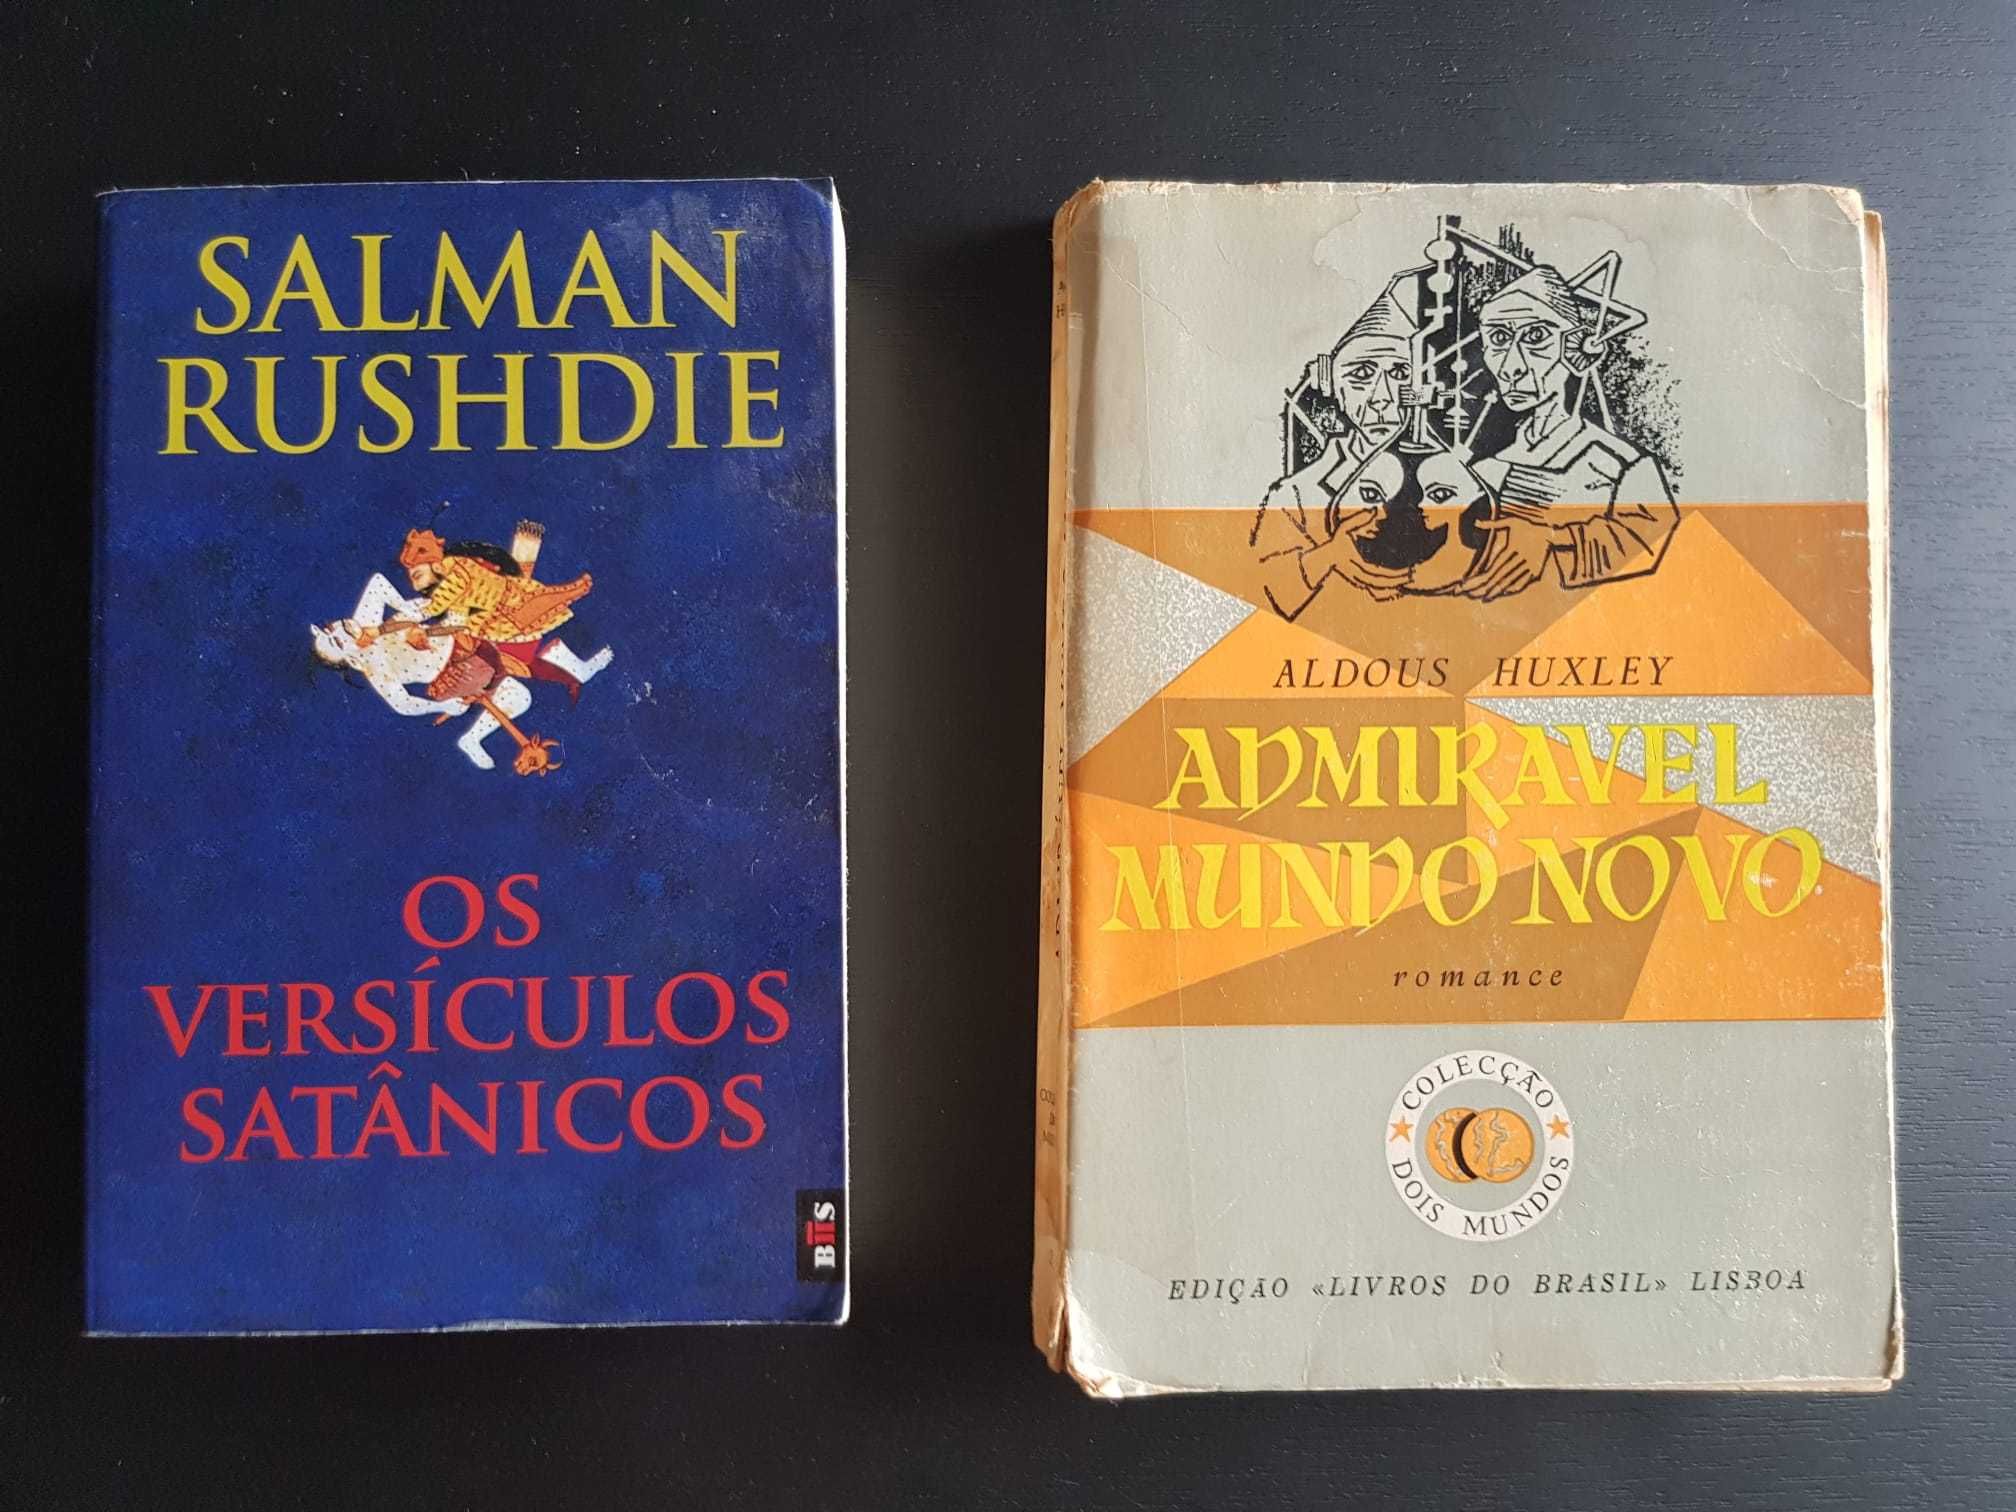 SALMAN
RUSHDIE
OS
VERSÍCULOS
SATÂNICOS
BIIS
ALDOUS HUXLEY
ADMIRAVEL
MUNDO NOVO
romance
COLECÇÃO
DOIS MUNDOS
EDIÇÃO «LIVROS DO BRASIL» LISBOA